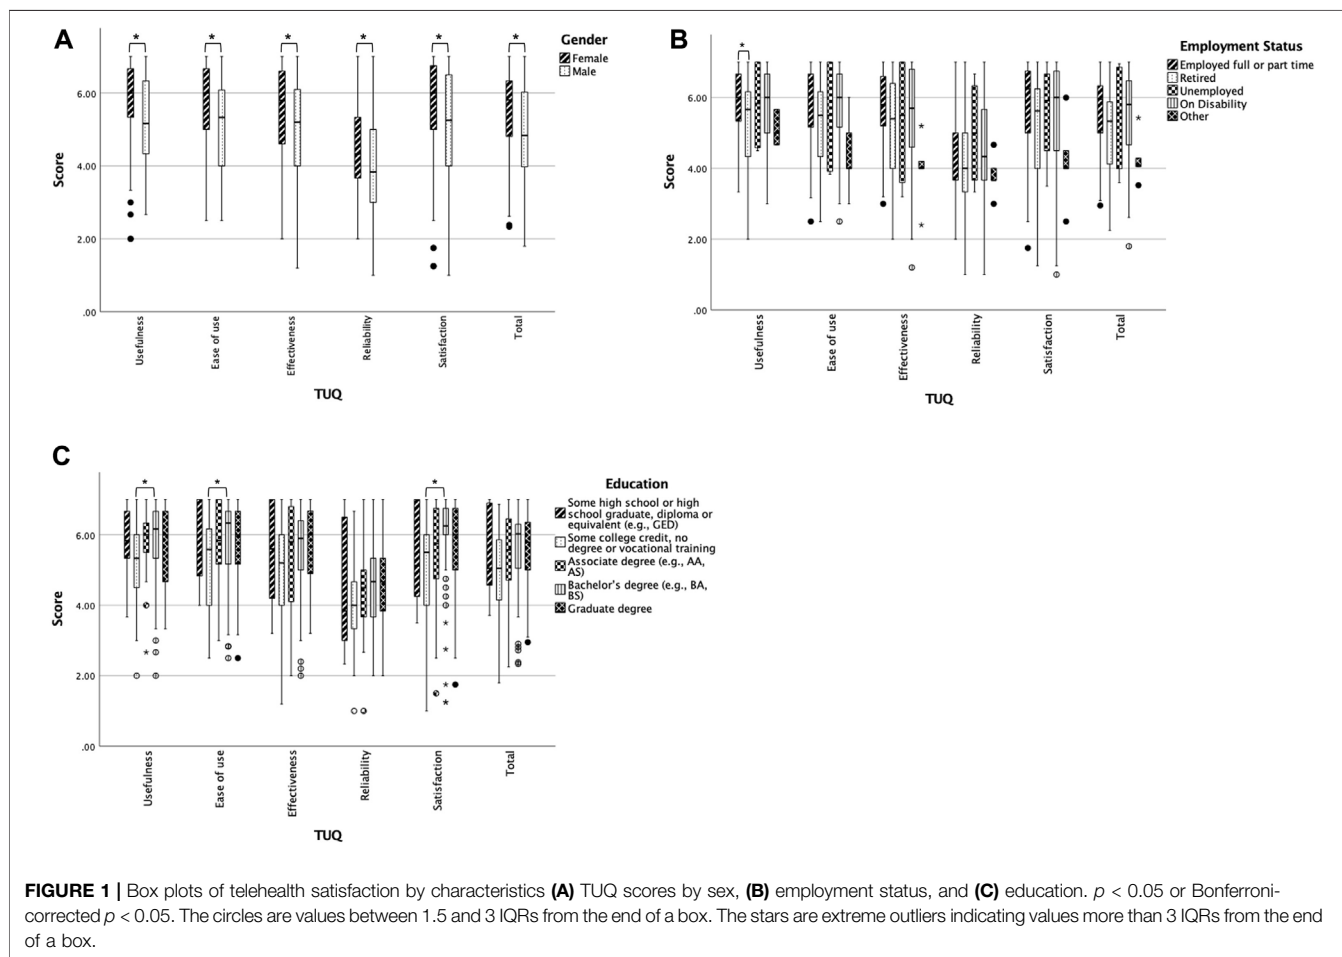 A
* * * * * *
Gender
Female
Male
6.00
4.00
2.00
.00
Score
Usefulness
Ease of use
Effectiveness
Reliability
Satisfaction
Total
TUQ
B
*
Employment Status
Employed full or part time
Retired
Unemployed
On Disability
Other
6.00
4.00
2.00
.00
Score
Usefulness
Ease of use
Effectiveness
Reliability
Satisfaction
Total
TUQ
C
* * *
Education
Some high school or high
school graduate, diploma or
equivalent (e.g., GED)
Some college credit, no
degree or vocational training
Associate degree (e.g., AA,
AS)
Bachelor's degree (e.g., BA,
BS)
Graduate degree
6.00
4.00
2.00
.00
Score
Usefulness
Ease of use
Effectiveness
Reliability
Satisfaction
Total
TUQ
FIGURE 1 | Box plots of telehealth satisfaction by characteristics (A) TUQ scores by sex, (B) employment status, and (C) education. p < 0.05 or Bonferroni-
corrected p < 0.05. The circles are values between 1.5 and 3 IQRs from the end of a box. The stars are extreme outliers indicating values more than 3 IQRs from the end
of a box.